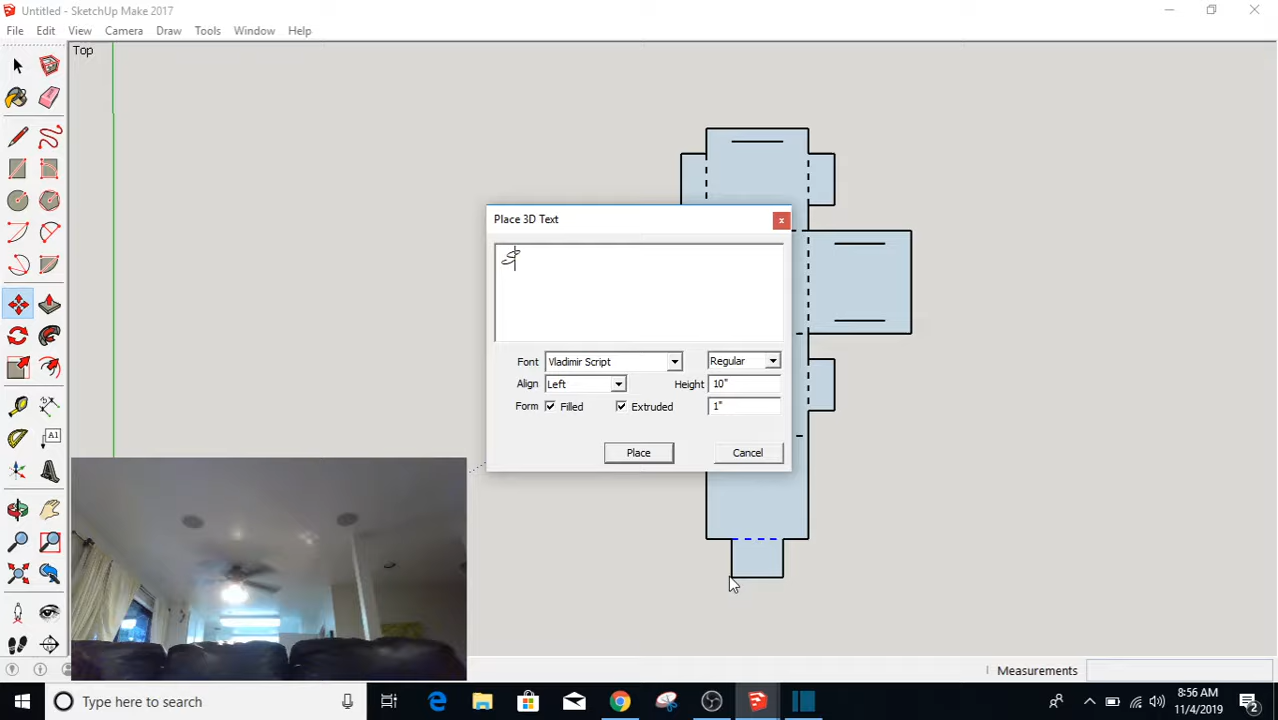 Untitled - SketchUp Make 2017
File Edit View Camera Draw Tools Window Help
Top
Place 3D Text
Font Vladimir Script Regular
Align Left Height 10"
Form Filled Extruded 1"
Place Cancel
A1
Measurements
Type here to search
8:56 AM
11/4/2019
2